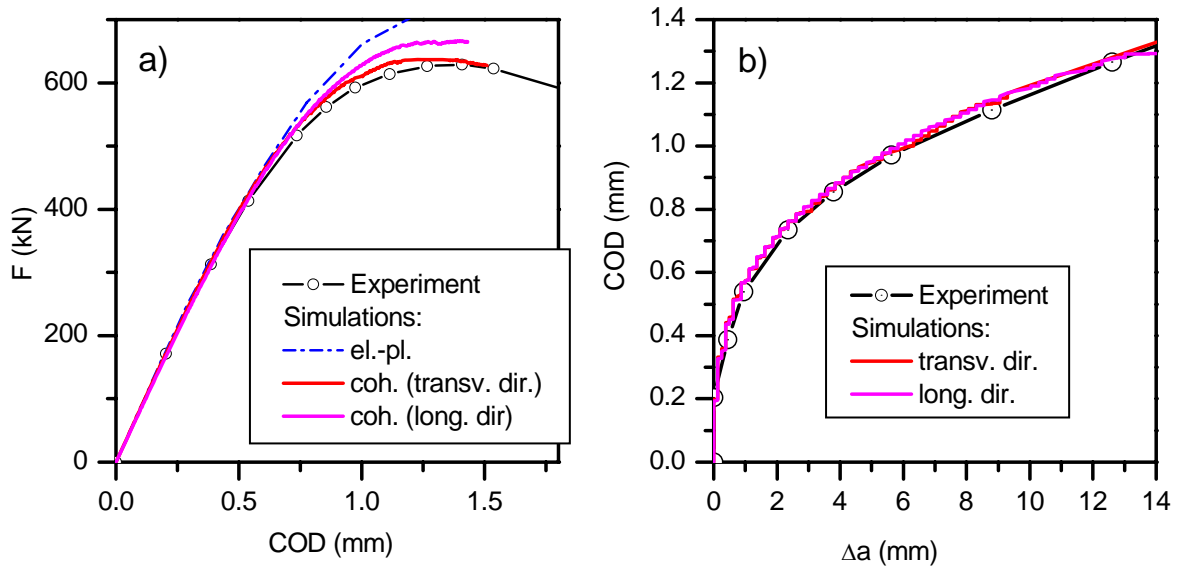 a)
600
400
200
0
F (kN)
0.0
0.5
1.0
1.5
COD (mm)
Experiment
Simulations:
el.-pl.
coh. (transv. dir.)
coh. (long. dir)
b)
1.4
1.2
1.0
0.8
0.6
0.4
0.2
0.0
COD (mm)
0
2
4
6
8
10
12
14
Δa (mm)
Experiment
Simulations:
transv. dir.
long. dir.